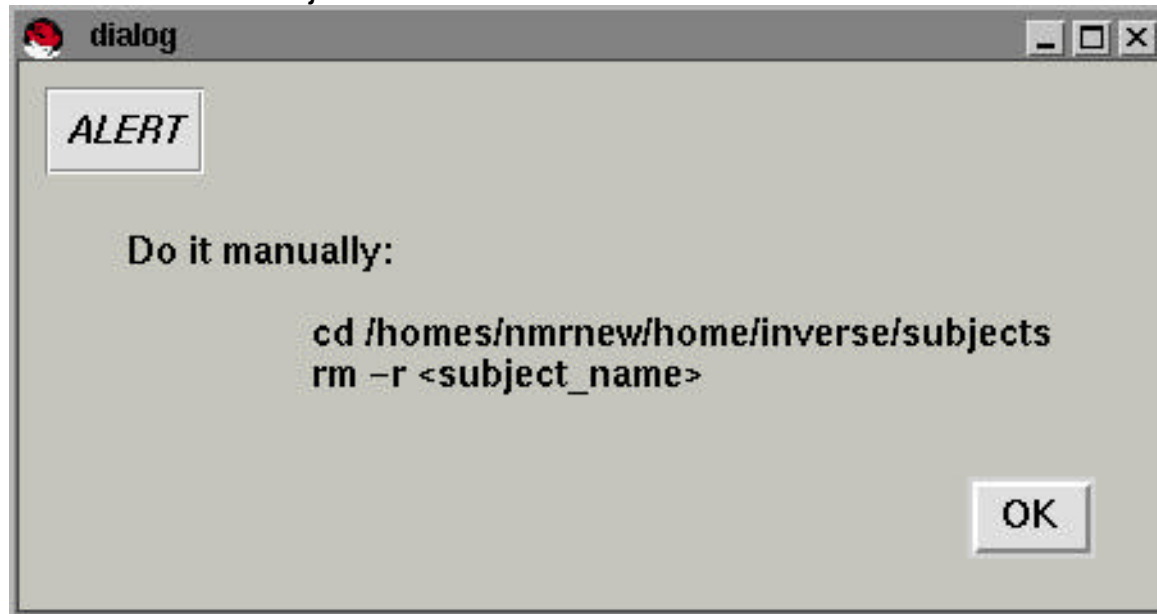 dialog
ALERT
Do it manually:
cd /homes/nmrnew/home/inverse/subjects
rm –r <subject_name>
OK